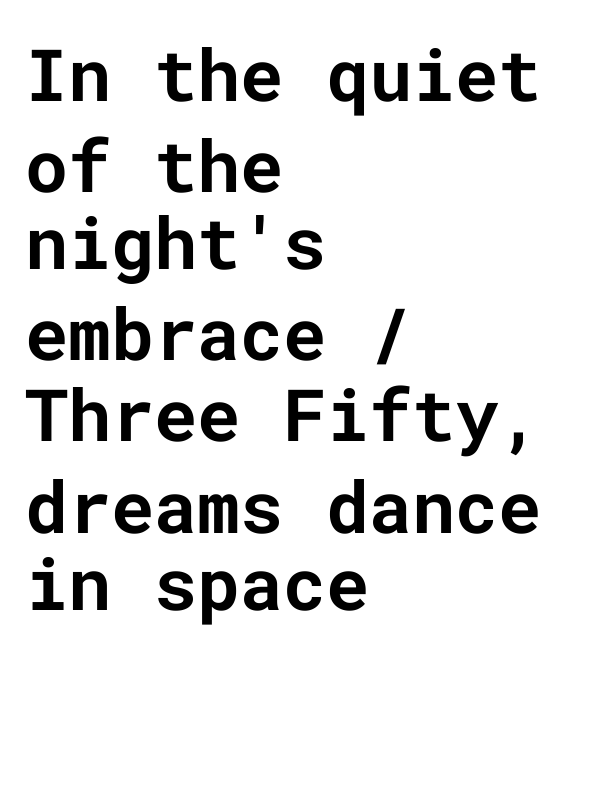 In the quiet
of the
night's
embrace /
Three Fifty,
dreams dance
in space